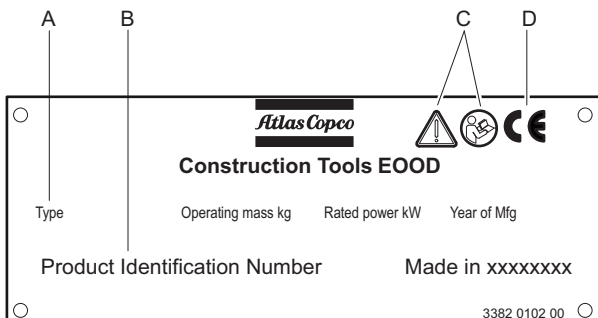 A B C D
Atlas Copco
CE
Construction Tools EOOD
Type Operating mass kg Rated power kW Year of Mfg
Product Identification Number Made in xxxxxxxx
3382 0102 00